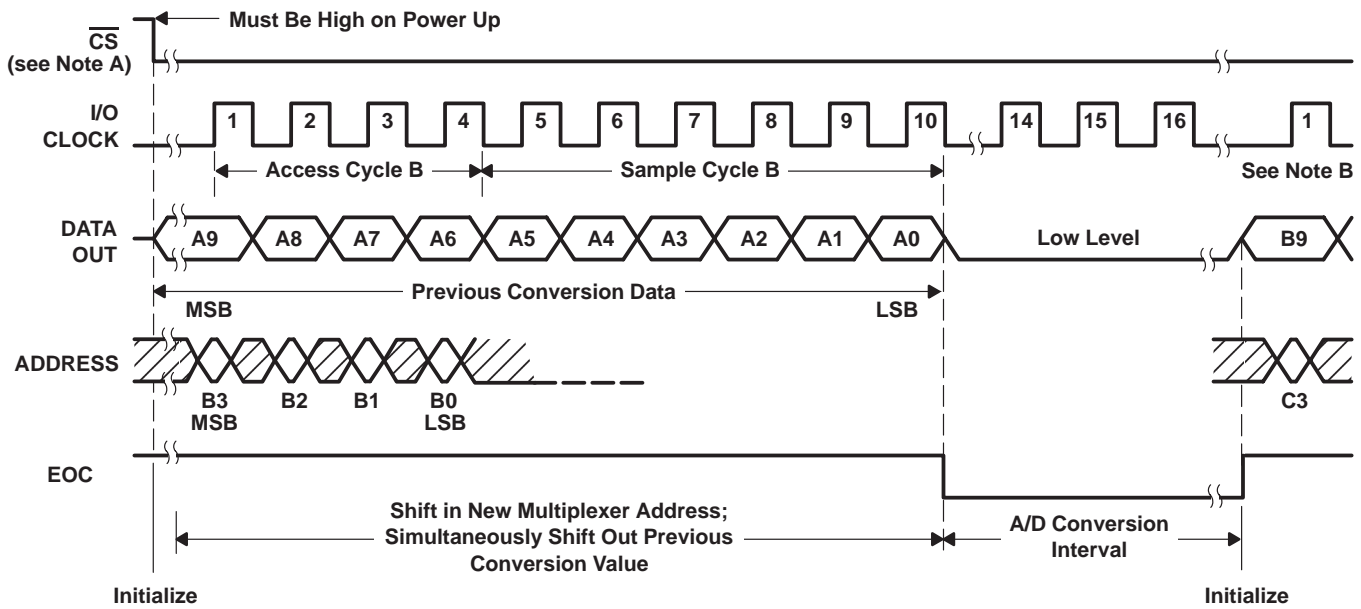 Must Be High on Power Up
CS
(see Note A)
I/O
CLOCK
1 2 3 4 5 6 7 8 9 10 14 15 16 1
Access Cycle B
Sample Cycle B
See Note B
DATA
OUT
A9 A8 A7 A6 A5 A4 A3 A2 A1 A0
Low Level
B9
Previous Conversion Data
MSB
LSB
ADDRESS
B3 B2 B1 B0
MSB LSB
C3
EOC
Shift in New Multiplexer Address;
Simultaneously Shift Out Previous
Conversion Value
A/D Conversion
Interval
Initialize
Initialize